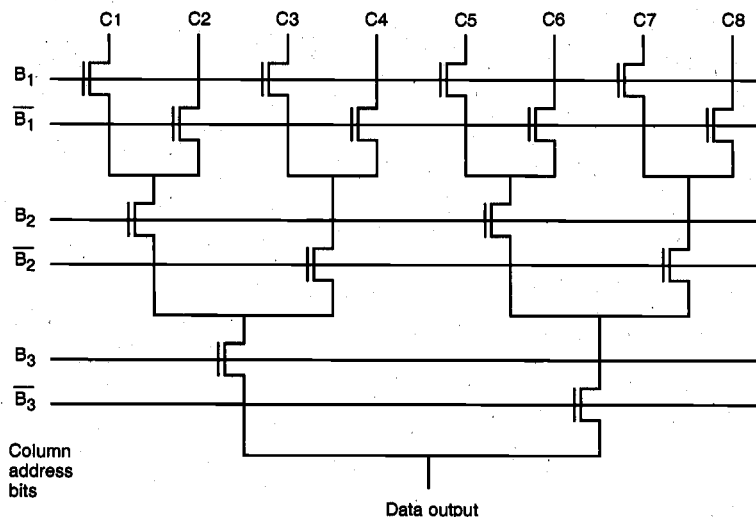 C1 C2 C3 C4 C5 C6 C7 C8
B1
B̅1
B2
B̅2
B3
B̅3
Column
address
bits
Data output